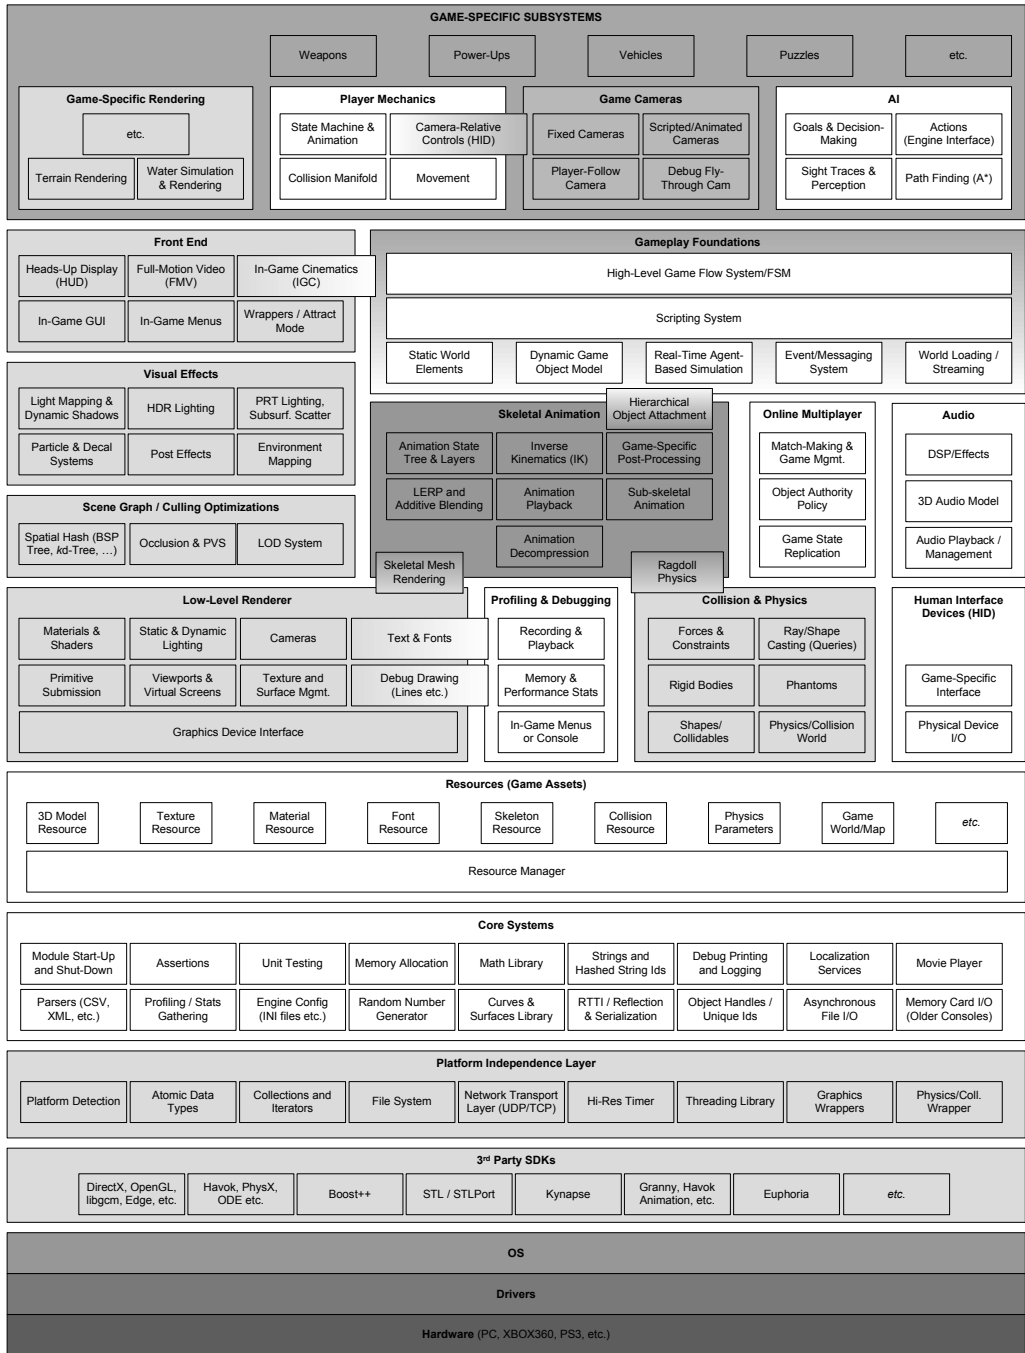 GAME-SPECIFIC SUBSYSTEMS
Weapons
Power-Ups
Vehicles
Puzzles
etc.
Game-Specific Rendering
etc.
Terrain Rendering
Water Simulation
& Rendering
Player Mechanics
State Machine &
Animation
Camera-Relative
Controls (HID)
Collision Manifold
Movement
Game Cameras
Fixed Cameras
Scripted/Animated
Cameras
Player-Follow
Camera
Debug Fly-
Through Cam
AI
Goals & Decision-
Making
Actions
(Engine Interface)
Sight Traces &
Perception
Path Finding (A*)
Front End
Heads-Up Display
(HUD)
Full-Motion Video
(FMV)
In-Game Cinematics
(IGC)
In-Game GUI
In-Game Menus
Wrappers / Attract
Mode
Gameplay Foundations
High-Level Game Flow System/FSM
Scripting System
Static World
Elements
Dynamic Game
Object Model
Real-Time Agent-
Based Simulation
Event/Messaging
System
World Loading /
Streaming
Visual Effects
Light Mapping &
Dynamic Shadows
HDR Lighting
PRT Lighting,
Subsurf. Scatter
Particle & Decal
Systems
Post Effects
Environment
Mapping
Skeletal Animation
Hierarchical
Object Attachment
Animation State
Tree & Layers
Inverse
Kinematics (IK)
Game-Specific
Post-Processing
LERP and
Additive Blending
Animation
Playback
Sub-skeletal
Animation
Animation
Decompression
Skeletal Mesh
Rendering
Ragdoll
Physics
Online Multiplayer
Match-Making &
Game Mgmt.
Object Authority
Policy
Game State
Replication
Audio
DSP/Effects
3D Audio Model
Audio Playback /
Management
Scene Graph / Culling Optimizations
Spatial Hash (BSP
Tree, kd-Tree, …)
Occlusion & PVS
LOD System
Low-Level Renderer
Materials &
Shaders
Static & Dynamic
Lighting
Cameras
Text & Fonts
Primitive
Submission
Viewports &
Virtual Screens
Texture and
Surface Mgmt.
Debug Drawing
(Lines etc.)
Graphics Device Interface
Profiling & Debugging
Recording &
Playback
Memory &
Performance Stats
In-Game Menus
or Console
Collision & Physics
Forces &
Constraints
Ray/Shape
Casting (Queries)
Rigid Bodies
Phantoms
Shapes/
Collidables
Physics/Collision
World
Human Interface
Devices (HID)
Game-Specific
Interface
Physical Device
I/O
Resources (Game Assets)
3D Model
Resource
Texture
Resource
Material
Resource
Font
Resource
Skeleton
Resource
Collision
Resource
Physics
Parameters
Game
World/Map
etc.
Resource Manager
Core Systems
Module Start-Up
and Shut-Down
Assertions
Unit Testing
Memory Allocation
Math Library
Strings and
Hashed String Ids
Debug Printing
and Logging
Localization
Services
Movie Player
Parsers (CSV,
XML, etc.)
Profiling / Stats
Gathering
Engine Config
(INI files etc.)
Random Number
Generator
Curves &
Surfaces Library
RTTI / Reflection
& Serialization
Object Handles /
Unique Ids
Asynchronous
File I/O
Memory Card I/O
(Older Consoles)
Platform Independence Layer
Platform Detection
Atomic Data
Types
Collections and
Iterators
File System
Network Transport
Layer (UDP/TCP)
Hi-Res Timer
Threading Library
Graphics
Wrappers
Physics/Coll.
Wrapper
3rd Party SDKs
DirectX, OpenGL,
libgcm, Edge, etc.
Havok, PhysX,
ODE etc.
Boost++
STL / STLPort
Kynapse
Granny, Havok
Animation, etc.
Euphoria
etc.
OS
Drivers
Hardware (PC, XBOX360, PS3, etc.)